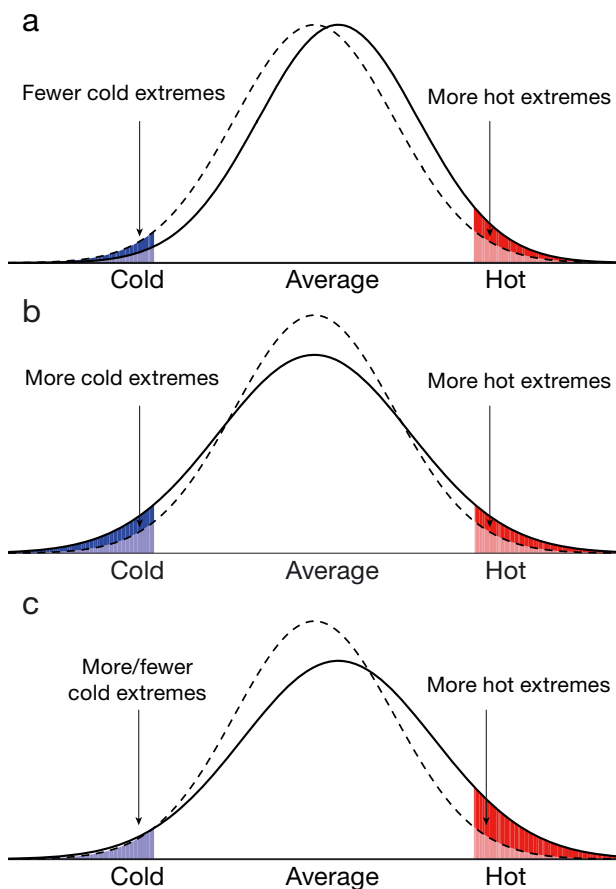 a
Fewer cold extremes
More hot extremes
Cold
Average
Hot
b
More cold extremes
More hot extremes
Cold
Average
Hot
c
More/fewer
cold extremes
More hot extremes
Cold
Average
Hot